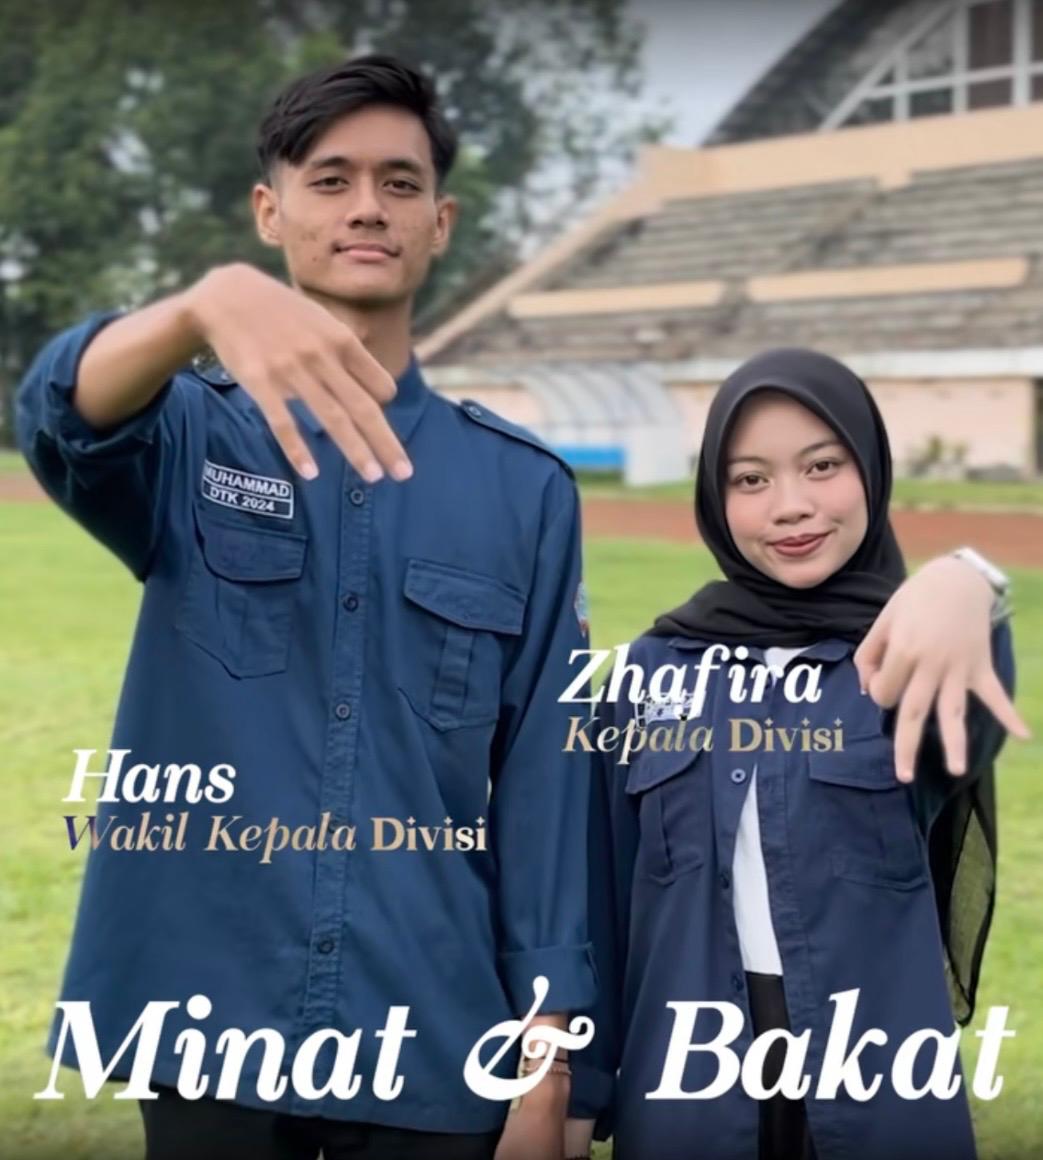 MUHAMMAD
DTK 2024
Zhafira
Kepala Divisi
Hans
Wakil Kepala Divisi
Minat & Bakat